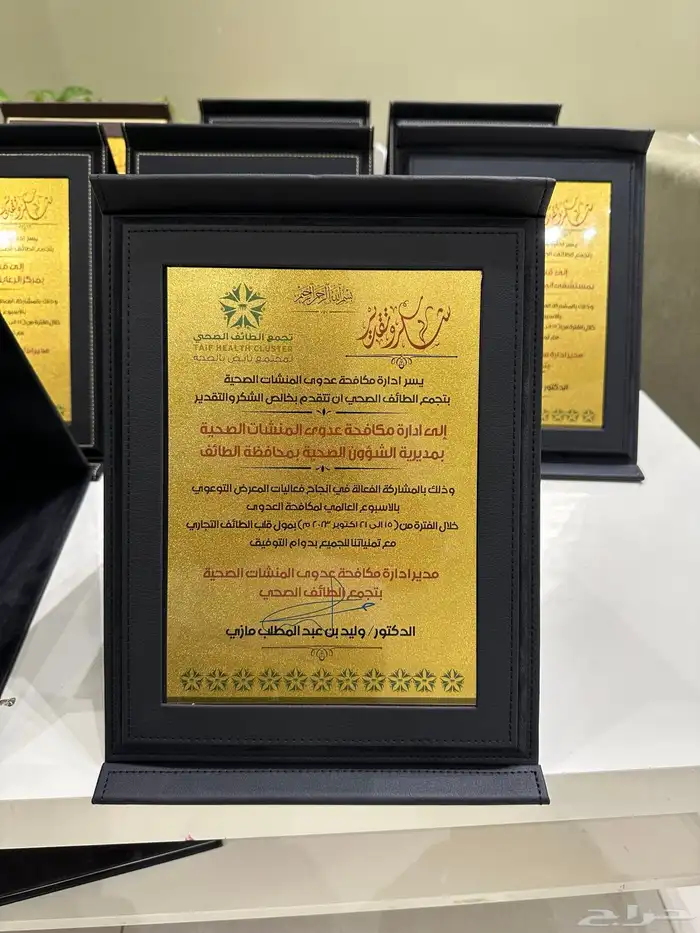 بسم الله الرحمن الرحيم
شكر وتقدير
تجمع الطائف الصحي
TAIF HEALTH CLUSTER
لمجتمع نابض بالصحة
يسر ادارة مكافحة عدوى المنشات الصحية
بتجمع الطائف الصحي ان تتقدم بخالص الشكر والتقدير
إلى ادارة مكافحة عدوى المنشات الصحية
بمديرية الشؤون الصحية بمحافظة الطائف
وذلك بالمشاركة الفعالة في انجاح فعاليات المعرض التوعوي
بالاسبوع العالمي لمكافحة العدوى
خلال الفترة من (١٥ الى ٢١ اكتوبر ٢٠٢٣ م) بمول قلب الطائف التجاري
مع تمنياتنا للجميع بدوام التوفيق
مدير ادارة مكافحة عدوى المنشات الصحية
بتجمع الطائف الصحي
الدكتور/ وليد بن عبد المطلب مازي
حراج